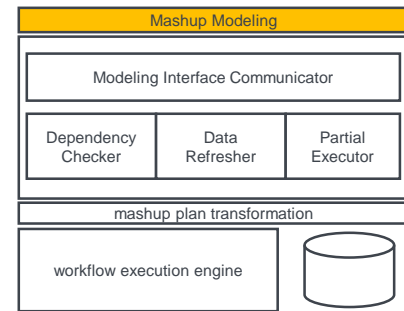 Mashup Modeling
Modeling Interface Communicator
Dependency
Checker
Data
Refresher
Partial
Executor
mashup plan transformation
workflow execution engine